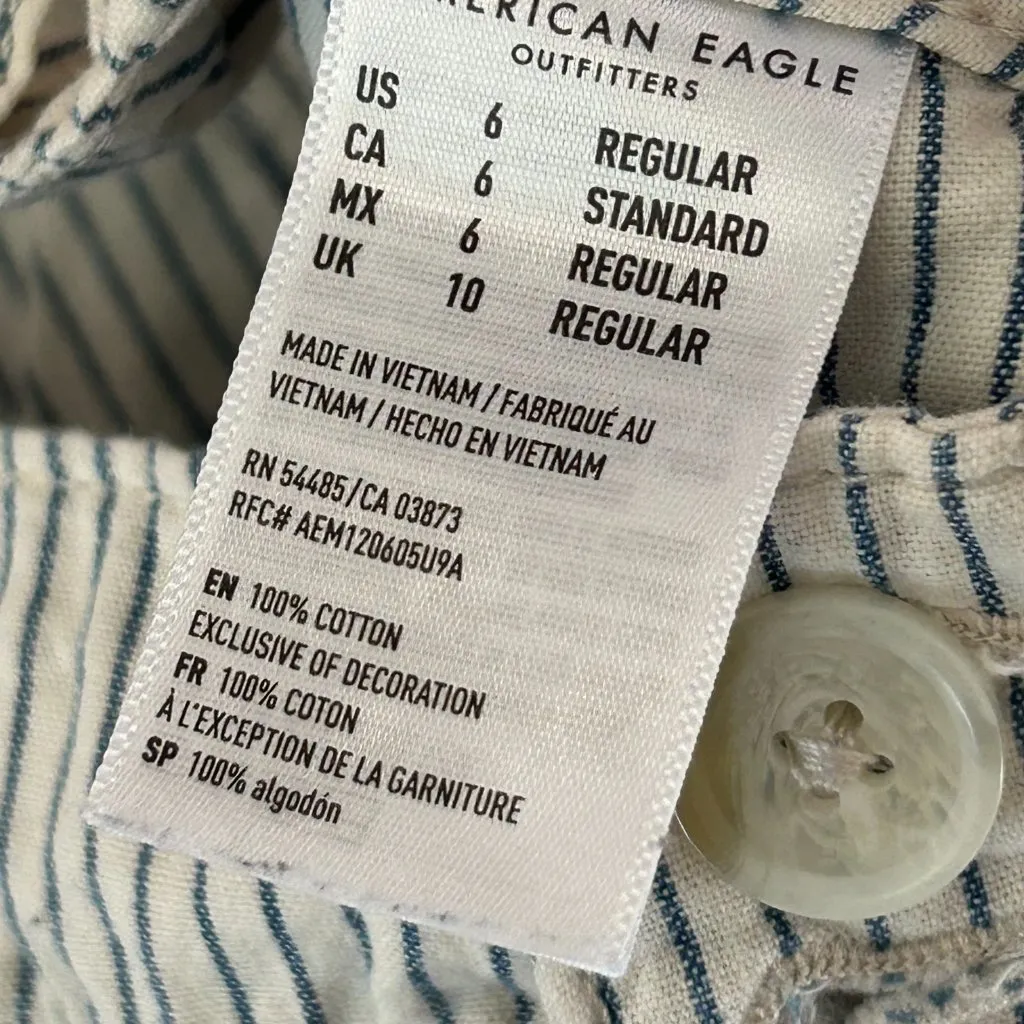 AMERICAN EAGLE
OUTFITTERS
US 6 REGULAR
CA 6 STANDARD
MX 6 REGULAR
UK 10 REGULAR
MADE IN VIETNAM / FABRIQUÉ AU
VIETNAM / HECHO EN VIETNAM
RN 54485/CA 03873
RFC# AEM120605U9A
EN 100% COTTON
EXCLUSIVE OF DECORATION
FR 100% COTON
À L'EXCEPTION DE LA GARNITURE
SP 100% algodón